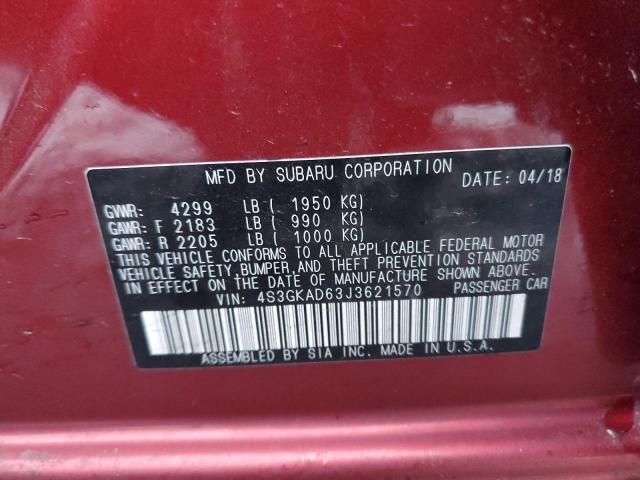 MFD BY SUBARU CORPORATION DATE: 04/18
GVWR: 4299 LB ( 1950 KG)
GAWR: F 2183 LB ( 990 KG)
GAWR: R 2205 LB ( 1000 KG)
THIS VEHICLE CONFORMS TO ALL APPLICABLE FEDERAL MOTOR
VEHICLE SAFETY, BUMPER, AND THEFT PREVENTION STANDARDS
IN EFFECT ON THE DATE OF MANUFACTURE SHOWN ABOVE.
VIN: 4S3GKAD63J3621570 PASSENGER CAR
ASSEMBLED BY SIA INC. MADE IN U.S.A.